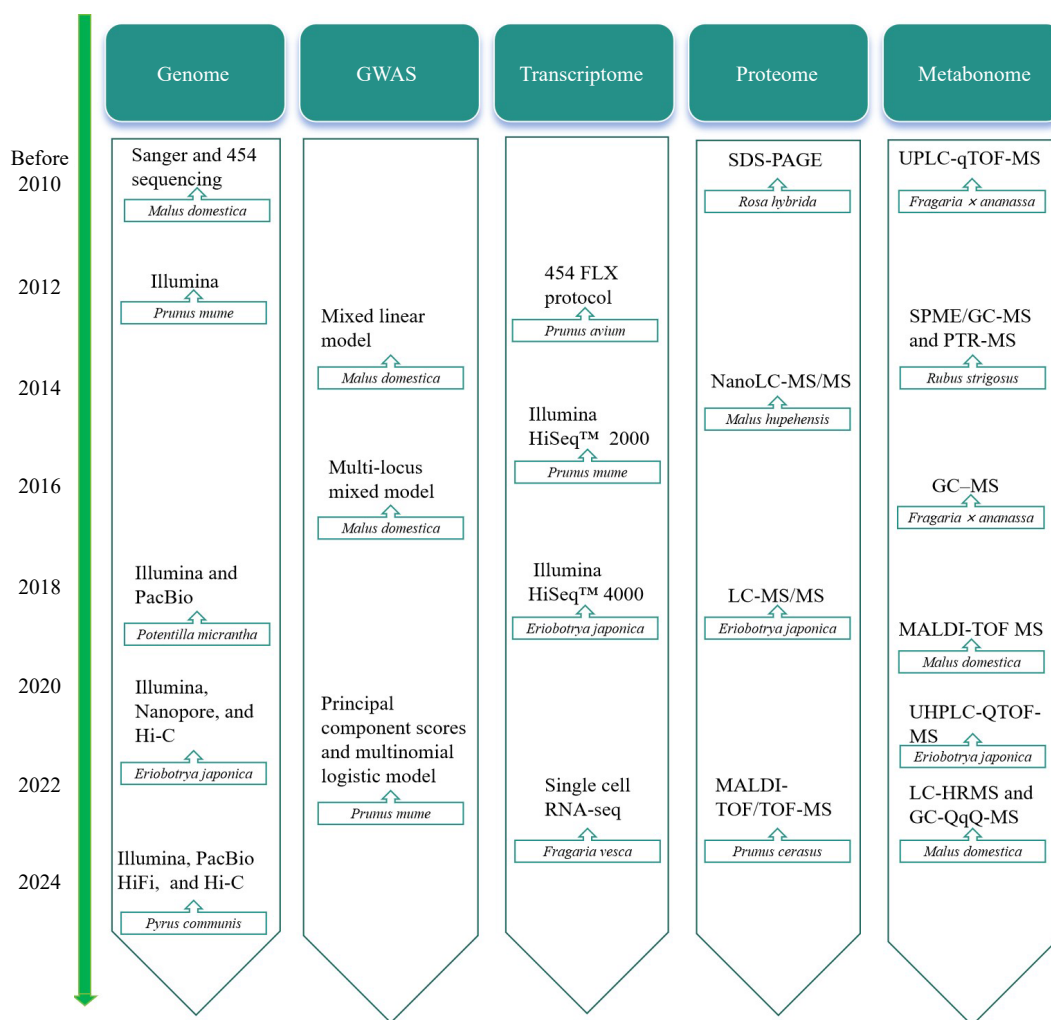 Genome
GWAS
Transcriptome
Proteome
Metabonome
Before
2010
2012
2014
2016
2018
2020
2022
2024
Sanger and 454
sequencing
Malus domestica
Illumina
Prunus mume
Illumina and
PacBio
Potentilla micrantha
Illumina,
Nanopore, and
Hi-C
Eriobotrya japonica
Illumina, PacBio
HiFi, and Hi-C
Pyrus communis
Mixed linear
model
Malus domestica
Multi-locus
mixed model
Malus domestica
Principal
component scores
and multinomial
logistic model
Prunus mume
454 FLX
protocol
Prunus avium
Illumina
HiSeq™ 2000
Prunus mume
Illumina
HiSeq™ 4000
Eriobotrya japonica
Single cell
RNA-seq
Fragaria vesca
SDS-PAGE
Rosa hybrida
NanoLC-MS/MS
Malus hupehensis
LC-MS/MS
Eriobotrya japonica
MALDI-
TOF/TOF-MS
Prunus cerasus
UPLC-qTOF-MS
Fragaria × ananassa
SPME/GC-MS
and PTR-MS
Rubus strigosus
GC–MS
Fragaria × ananassa
MALDI-TOF MS
Malus domestica
UHPLC-QTOF-
MS
Eriobotrya japonica
LC-HRMS and
GC-QqQ-MS
Malus domestica